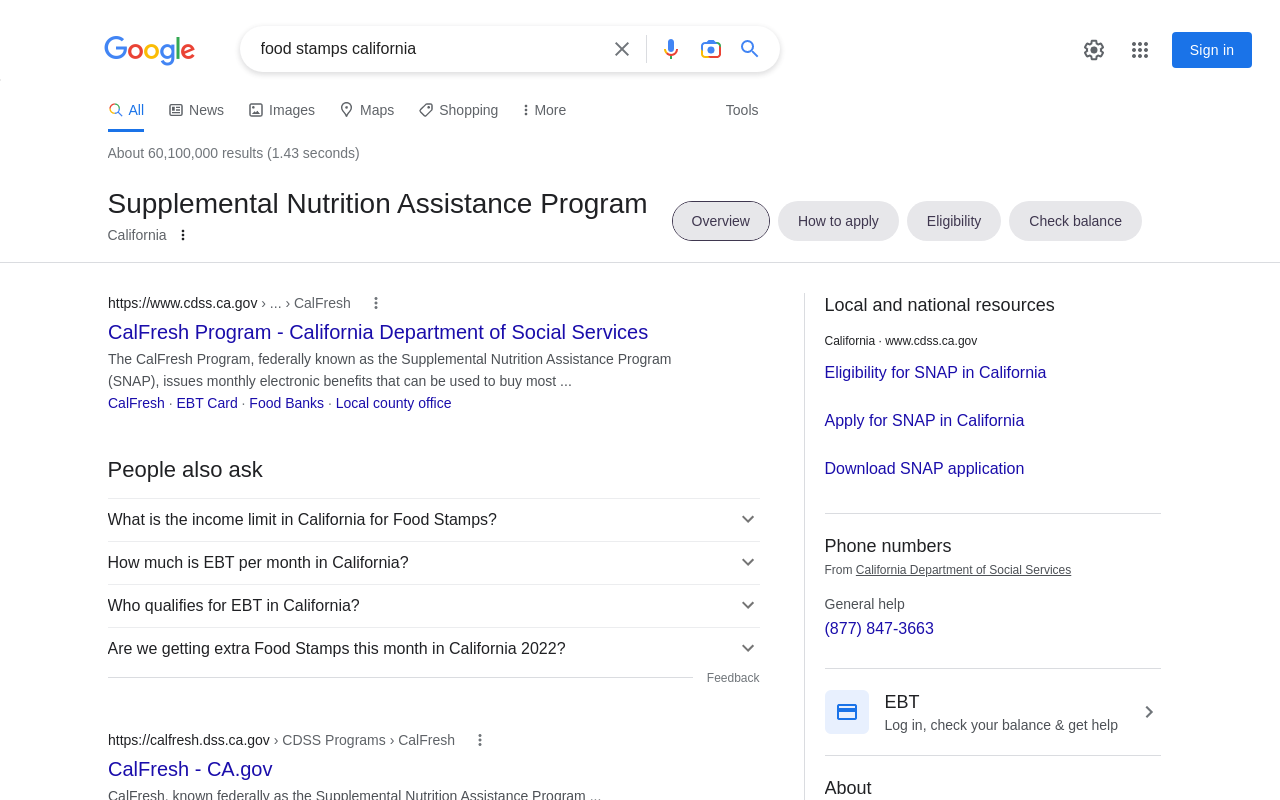 Google
food stamps california
Sign in
All
News
Images
Maps
Shopping
More
Tools
About 60,100,000 results (1.43 seconds)
Supplemental Nutrition Assistance Program
California
Overview
How to apply
Eligibility
Check balance
https://www.cdss.ca.gov › ... › CalFresh
CalFresh Program - California Department of Social Services
The CalFresh Program, federally known as the Supplemental Nutrition Assistance Program
(SNAP), issues monthly electronic benefits that can be used to buy most ...
CalFresh · EBT Card · Food Banks · Local county office
People also ask
What is the income limit in California for Food Stamps?
How much is EBT per month in California?
Who qualifies for EBT in California?
Are we getting extra Food Stamps this month in California 2022?
Feedback
https://calfresh.dss.ca.gov › CDSS Programs › CalFresh
CalFresh - CA.gov
CalFresh, known federally as the Supplemental Nutrition Assistance Program ...
Local and national resources
California · www.cdss.ca.gov
Eligibility for SNAP in California
Apply for SNAP in California
Download SNAP application
Phone numbers
From California Department of Social Services
General help
(877) 847-3663
EBT
Log in, check your balance & get help
About